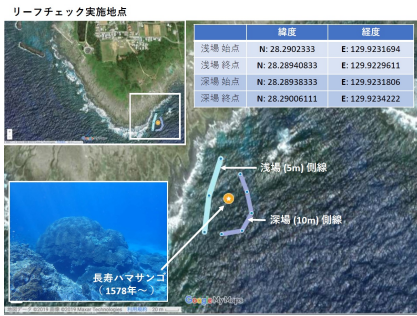 リーフチェック実施地点
緯度 経度
浅場 始点 N: 28.2902333 E: 129.9231694
浅場 終点 N: 28.28940833 E: 129.9229611
深場 始点 N: 28.28938333 E: 129.9231806
深場 終点 N: 28.29006111 E: 129.9234222
浅場 (5m) 側線
深場 (10m) 側線
長寿ハマサンゴ
(1578年~)
Google My Maps